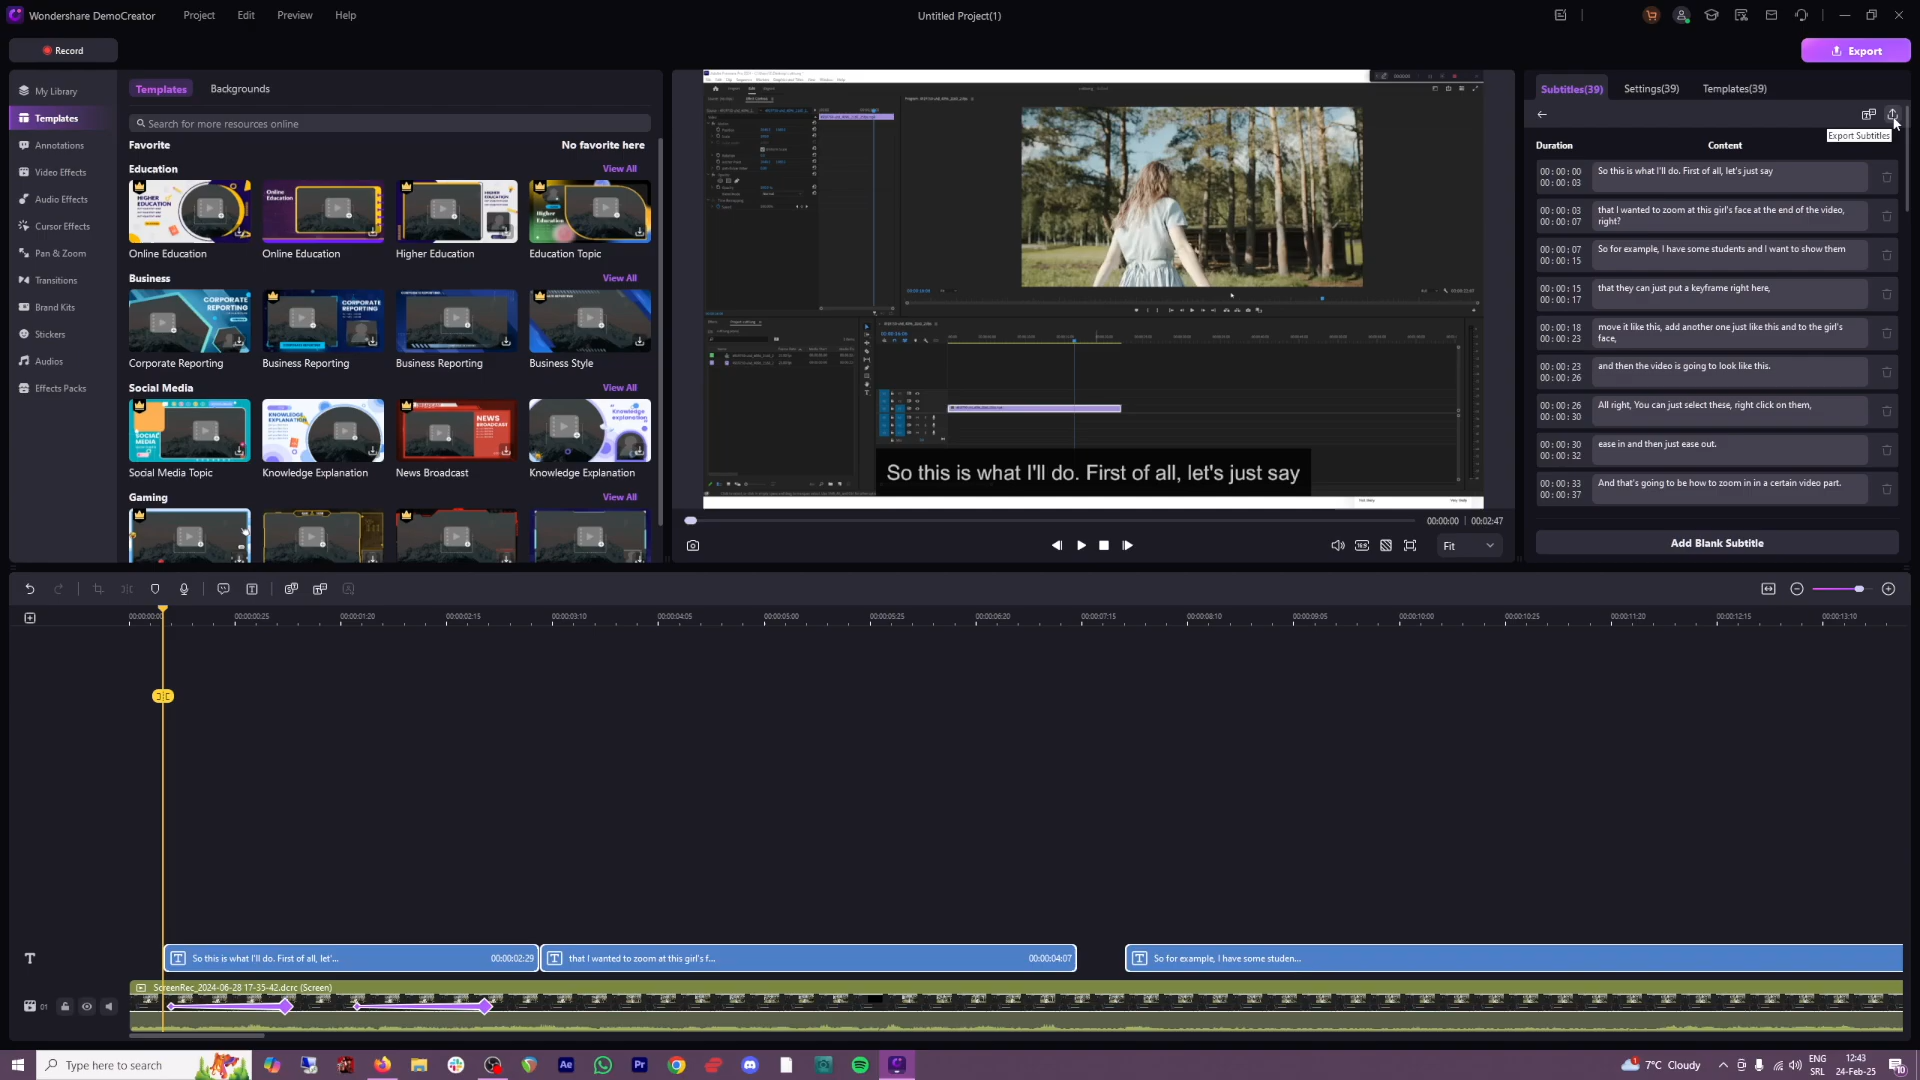 Wondershare DemoCreator Project Edit Preview Help Untitled Project(1)
Record
Export
My Library
Templates
Annotations
Video Effects
Audio Effects
Cursor Effects
Pan & Zoom
Transitions
Brand Kits
Stickers
Audios
Effects Packs
Templates Backgrounds
Search for more resources online
Favorite No favorite here
Education View All
Online Education Online Education Higher Education Education Topic
Business View All
Corporate Reporting Business Reporting Business Reporting Business Style
Social Media View All
Social Media Topic Knowledge Explanation News Broadcast Knowledge Explanation
Gaming View All
So this is what I'll do. First of all, let's just say
00:00:00 | 00:02:47
Fit
Subtitles(39) Settings(39) Templates(39)
Export Subtitles
Duration Content
00:00:00 So this is what I'll do. First of all, let's just say
00:00:03
00:00:03 that I wanted to zoom at this girl's face at the end of the video,
00:00:07 right?
00:00:07 So for example, I have some students and I want to show them
00:00:15
00:00:15 that they can just put a keyframe right here,
00:00:17
00:00:18 move it like this, add another one just like this and to the girl's
00:00:23 face,
00:00:23 and then the video is going to look like this.
00:00:26
00:00:26 All right, You can just select these, right click on them,
00:00:30
00:00:30 ease in and then just ease out.
00:00:32
00:00:33 And that's going to be how to zoom in in a certain video part.
00:00:37
Add Blank Subtitle
00:00:00:00 00:00:00:25 00:00:01:20 00:00:02:15 00:00:03:10 00:00:04:05 00:00:05:00 00:00:05:25 00:00:06:20 00:00:07:15 00:00:08:10 00:00:09:05 00:00:10:00 00:00:10:25 00:00:11:20 00:00:12:15 00:00:13:10
So this is what I'll do. First of all, let'... 00:00:02:29 that I wanted to zoom at this girl's f... 00:00:04:07 So for example, I have some studen...
ScreenRec_2024-06-28 17-35-42.dcrc (Screen)
01
Type here to search
7°C Cloudy
ENG
SRL
12:43
24-Feb-25
10